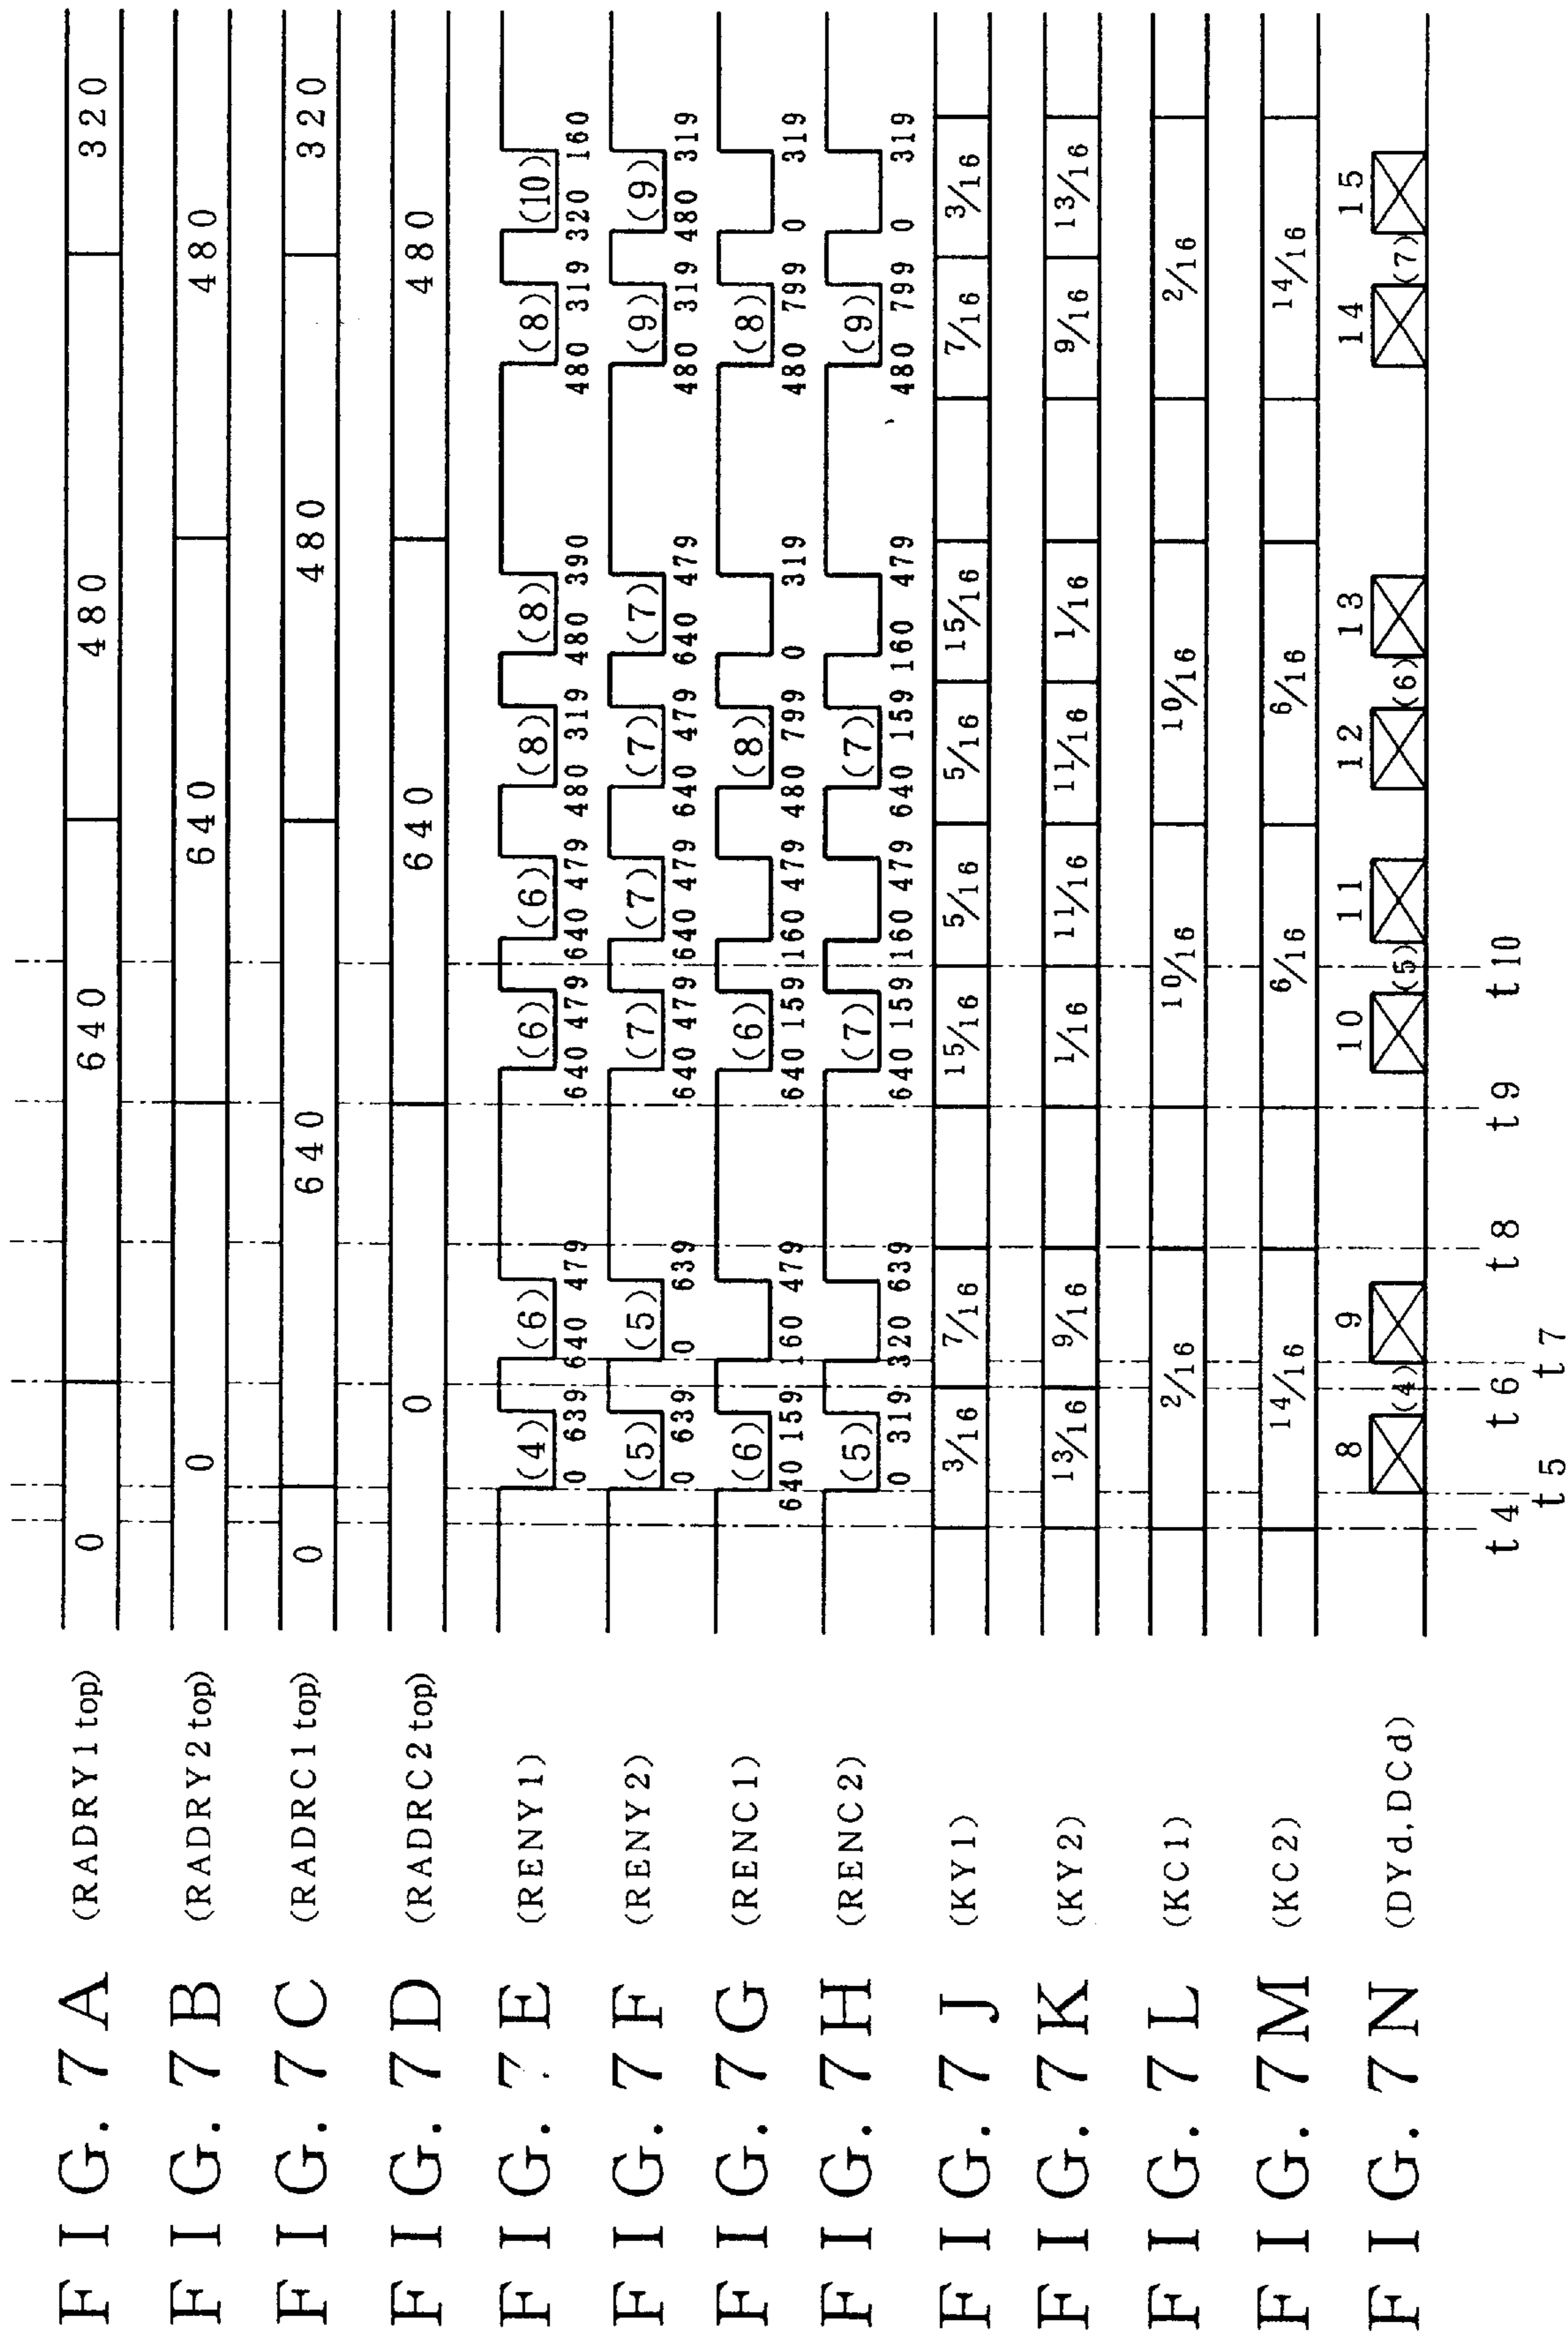 FIG. 7A (RADRY1top) 0 640 480 320
FIG. 7B (RADRY2top) 0 640 480
FIG. 7C (RADRC1top) 0 640 480 320
FIG. 7D (RADRC2top) 0 640 480
FIG. 7E (RENY1) (4) (6) (6) (6) (8) (8) (8) (10)
0 639 640 479 640 479 640 479 480 319 480 390 480 319 320 160
FIG. 7F (RENY2) (5) (5) (7) (7) (7) (7) (9) (9)
0 639 0 639 640 479 640 479 640 479 640 479 480 319 480 319
FIG. 7G (RENC1) (6) (6) (8) (8)
640 159 160 479 640 159 160 479 480 799 0 319 480 799 0 319
FIG. 7H (RENC2) (5) (7) (7) (9)
0 319 320 639 640 159 160 479 640 159 160 479 480 799 0 319
FIG. 7J (KY1) 3/16 7/16 15/16 5/16 5/16 15/16 7/16 3/16
FIG. 7K (KY2) 13/16 9/16 1/16 11/16 11/16 1/16 9/16 13/16
FIG. 7L (KC1) 2/16 10/16 10/16 2/16
FIG. 7M (KC2) 14/16 6/16 6/16 14/16
8 9 10 11 12 13 14 15
FIG. 7N (DYd, DCd) (4) (5) (6) (7)
t4 t6 t8 t9 t10
t5 t7